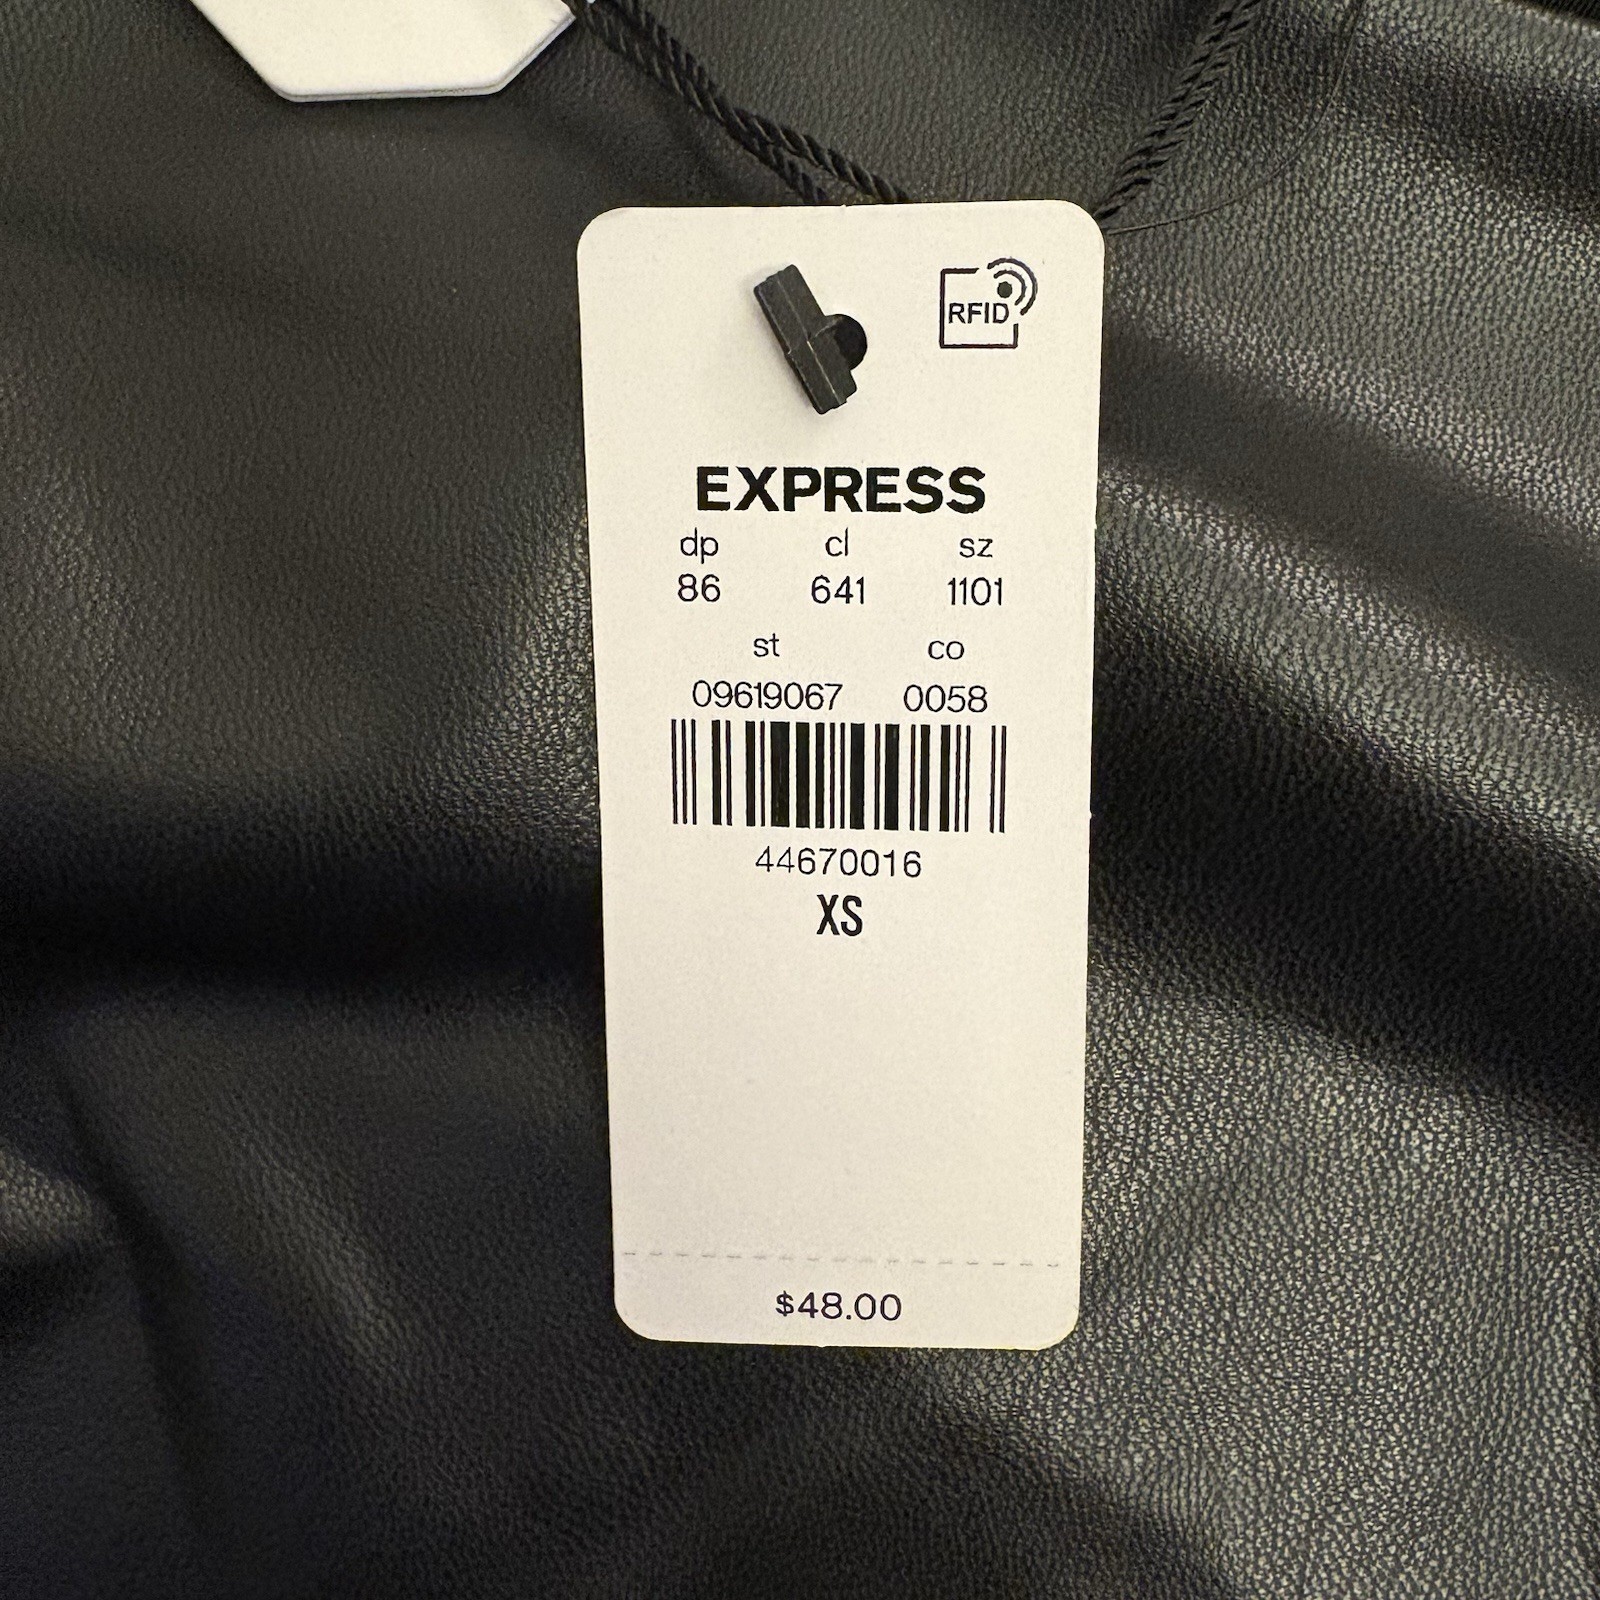 RFID
EXPRESS
dp cl sz
86 641 1101
st co
09619067 0058
44670016
XS
$48.00